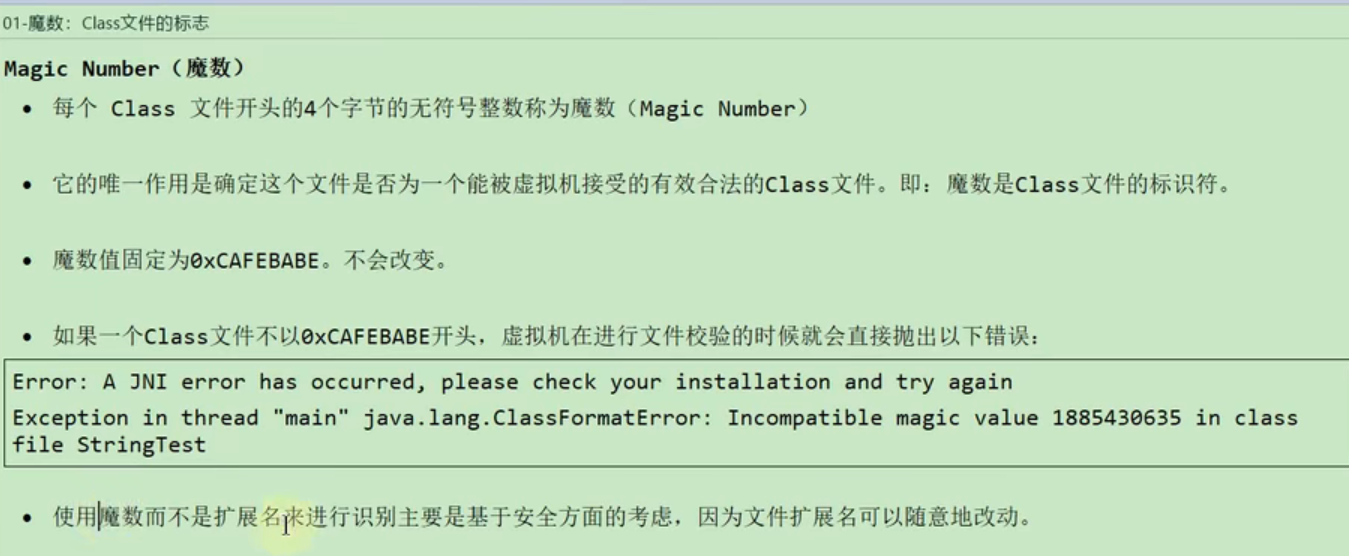 01-魔数：Class文件的标志
Magic Number（魔数）
• 每个 Class 文件开头的4个字节的无符号整数称为魔数（Magic Number）
• 它的唯一作用是确定这个文件是否为一个能被虚拟机接受的有效合法的Class文件。即：魔数是Class文件的标识符。
• 魔数值固定为0xCAFEBABE。不会改变。
• 如果一个Class文件不以0xCAFEBABE开头，虚拟机在进行文件校验的时候就会直接抛出以下错误：
Error: A JNI error has occurred, please check your installation and try again
Exception in thread "main" java.lang.ClassFormatError: Incompatible magic value 1885430635 in class
file StringTest
• 使用魔数而不是扩展名来进行识别主要是基于安全方面的考虑，因为文件扩展名可以随意地改动。